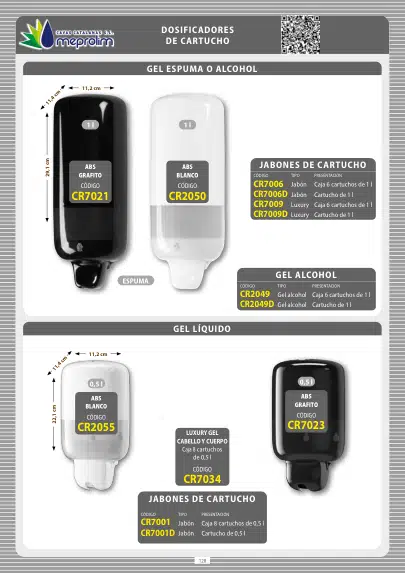 TAPAS CATALANAS S.L.
meprolim
DOSIFICADORES
DE CARTUCHO
GEL ESPUMA O ALCOHOL
11,2 cm
11,4 cm
29,1 cm
1 l
ABS
GRAFITO
CÓDIGO
CR7021
1 l
ABS
BLANCO
CÓDIGO
CR2050
ESPUMA
JABONES DE CARTUCHO
CÓDIGO TIPO PRESENTACION
CR7006 Jabón Caja 6 cartuchos de 1 l
CR7006D Jabón Cartucho de 1 l
CR7009 Luxury Caja 6 cartuchos de 1 l
CR7009D Luxury Cartucho de 1 l
GEL ALCOHOL
CÓDIGO TIPO PRESENTACION
CR2049 Gel alcohol Caja 6 cartuchos de 1 l
CR2049D Gel alcohol Cartucho de 1 l
GEL LÍQUIDO
11,2 cm
11,4 cm
22,1 cm
0,5 l
ABS
BLANCO
CÓDIGO
CR2055
LUXURY GEL
CABELLO Y CUERPO
Caja 8 cartuchos
de 0,5 l
CÓDIGO
CR7034
0,5 l
ABS
GRAFITO
CÓDIGO
CR7023
JABONES DE CARTUCHO
CÓDIGO TIPO PRESENTACION
CR7001 Jabón Caja 8 cartuchos de 0,5 l
CR7001D Jabón Cartucho de 0,5 l
128